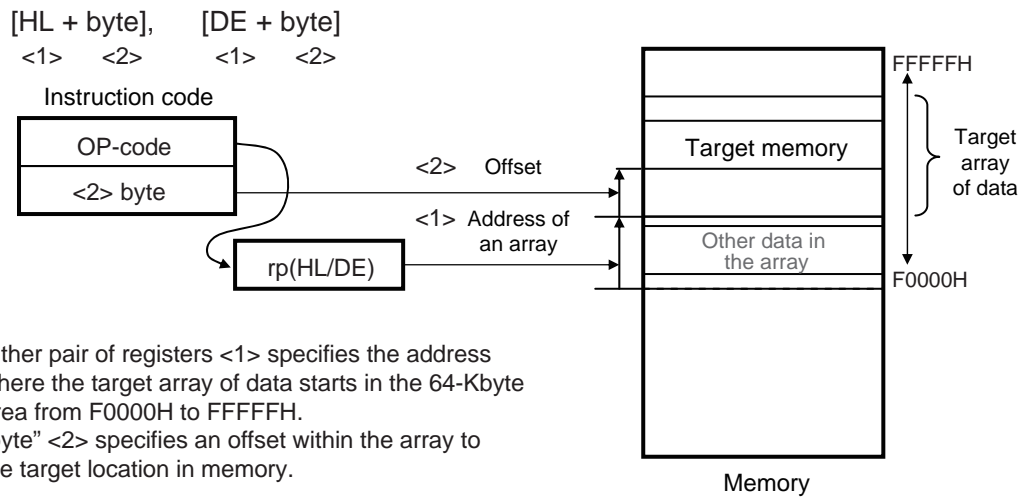 [HL + byte], [DE + byte]
<1> <2> <1> <2>
Instruction code
OP-code
<2> byte
<2> Offset
<1> Address of
an array
rp(HL/DE)
FFFFFH
Target memory
Target
array
of data
Other data in
the array
F0000H
Memory
ther pair of registers <1> specifies the address
here the target array of data starts in the 64-Kbyte
ea from F0000H to FFFFFH.
yte” <2> specifies an offset within the array to
e target location in memory.